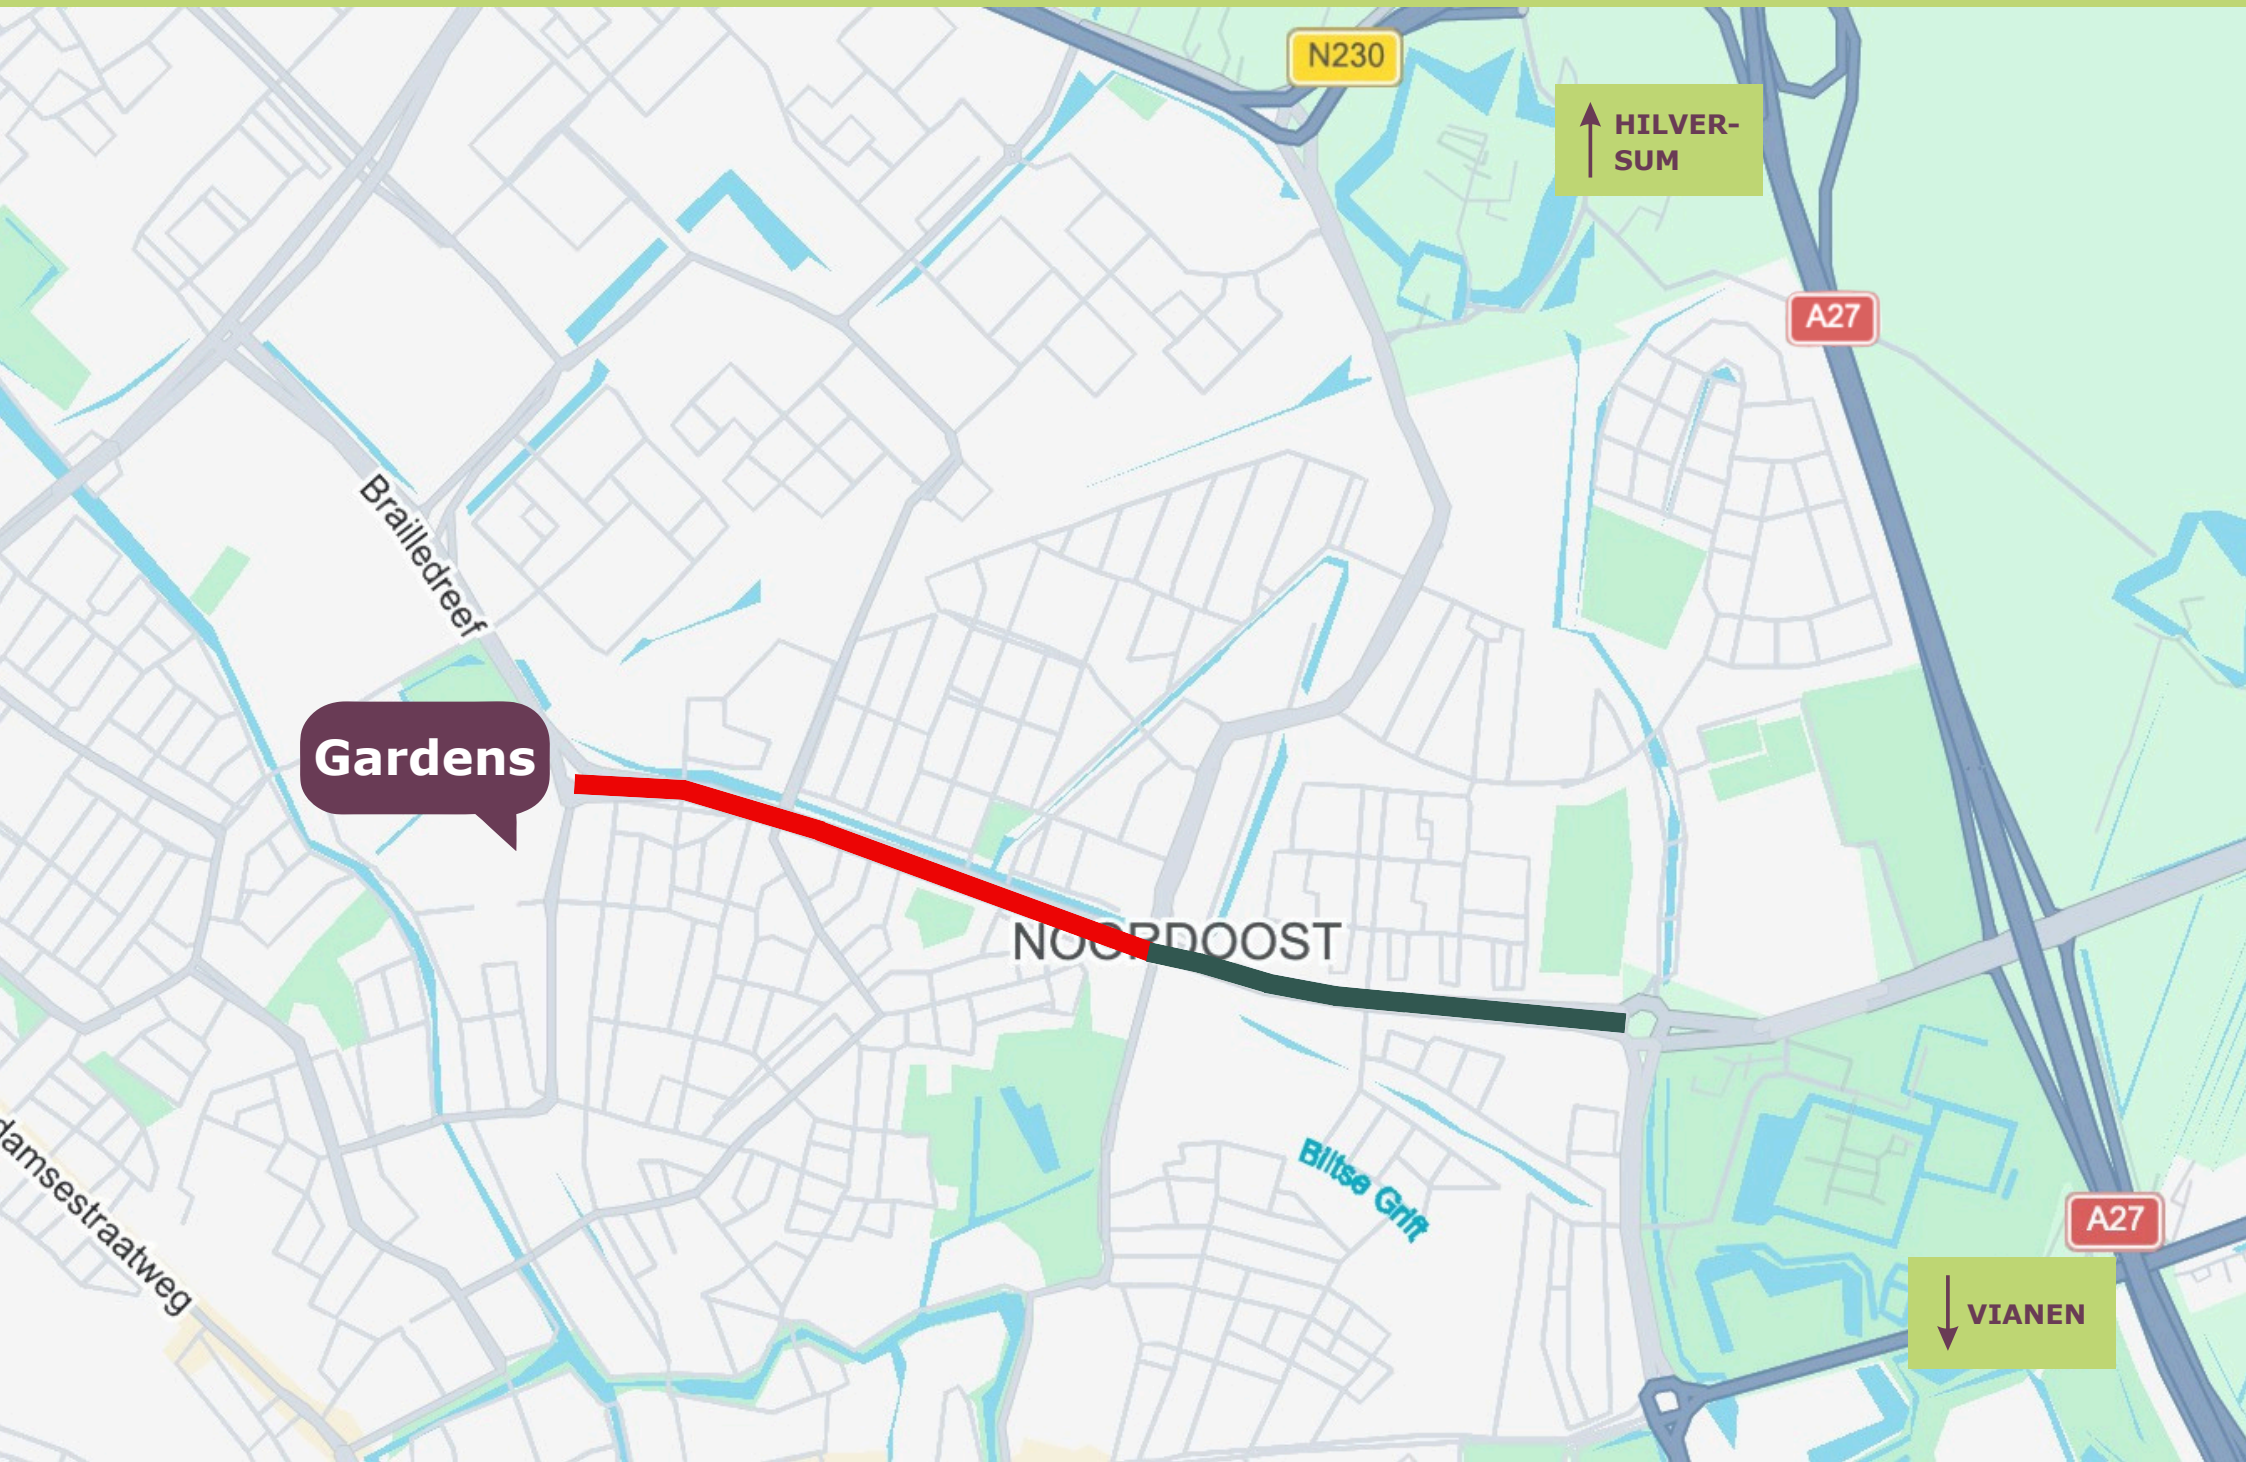 N230
HILVER-
SUM
A27
Brailledreef
Gardens
NOORDOOST
Biltse Grift
damsestraatweg
A27
VIANEN